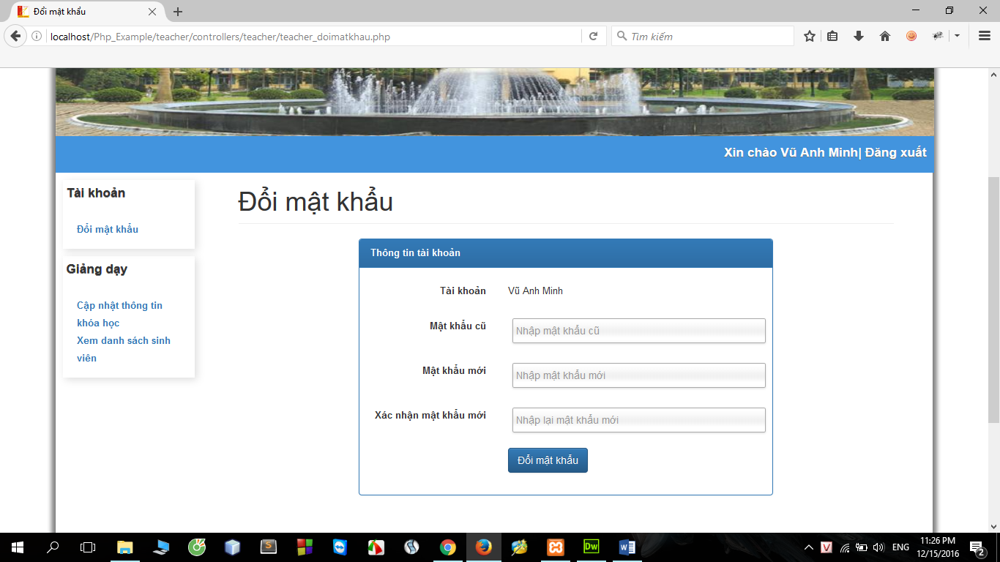 Đổi mật khẩu
localhost/Php_Example/teacher/controllers/teacher/teacher_doimatkhau.php
Tìm kiếm
Xin chào Vũ Anh Minh| Đăng xuất
Tài khoản
Đổi mật khẩu
Giảng dạy
Cập nhật thông tin
khóa học
Xem danh sách sinh
viên
Đổi mật khẩu
Thông tin tài khoản
Tài khoản Vũ Anh Minh
Mật khẩu cũ Nhập mật khẩu cũ
Mật khẩu mới Nhập mật khẩu mới
Xác nhận mật khẩu mới Nhập lại mật khẩu mới
Đổi mật khẩu
ENG
11:26 PM
12/15/2016
2
S
Dw
W
V